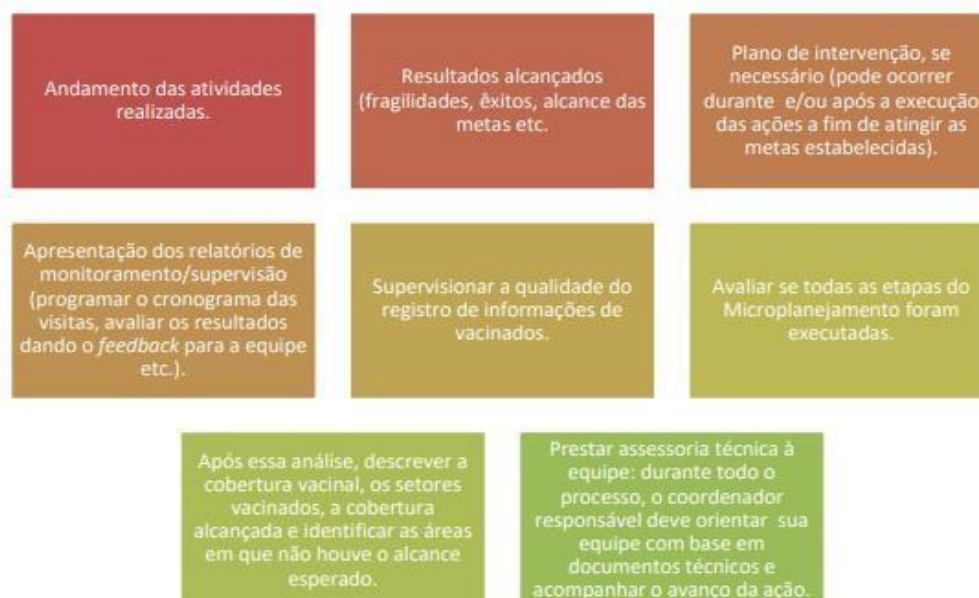 Andamento das atividades
realizadas.
Resultados alcançados
(fragilidades, êxitos, alcance das
metas etc.
Plano de intervenção, se
necessário (pode ocorrer
durante e/ou após a execução
das ações a fim de atingir as
metas estabelecidas).
Apresentação dos relatórios de
monitoramento/supervisão
(programar o cronograma das
visitas, avaliar os resultados
dando o feedback para a equipe
etc.).
Supervisionar a qualidade do
registro de informações de
vacinados.
Avaliar se todas as etapas do
Microplanejamento foram
executadas.
Após essa análise, descrever a
cobertura vacinal, os setores
vacinados, a cobertura
alcançada e identificar as áreas
em que não houve o alcance
esperado.
Prestar assessoria técnica à
equipe: durante todo o
processo, o coordenador
responsável deve orientar sua
equipe com base em
documentos técnicos e
acompanhar o avanço da ação.